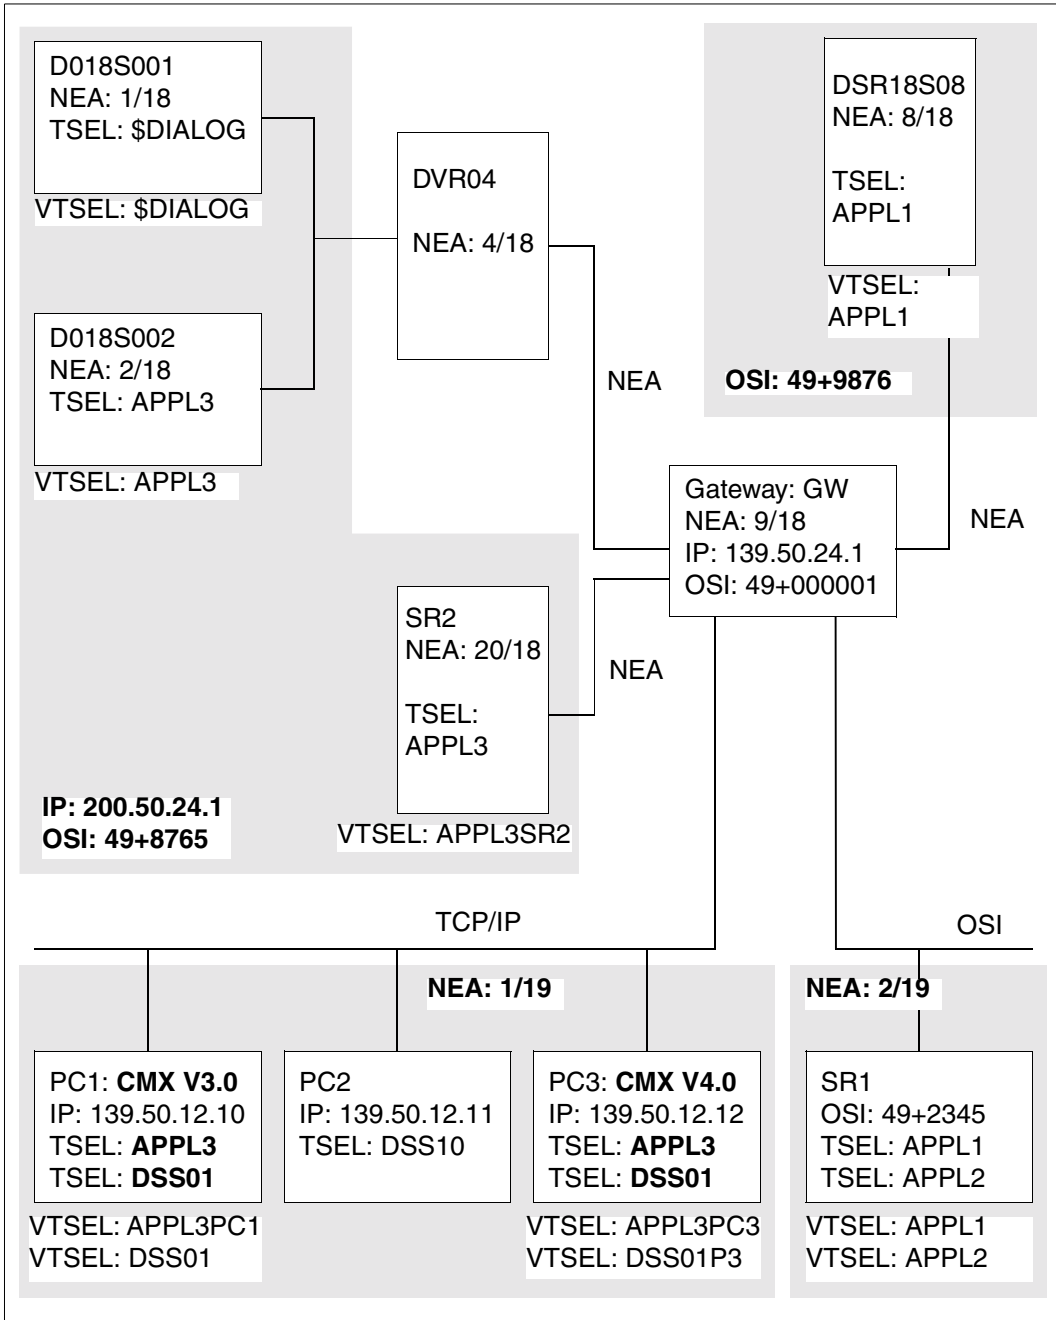 D018S001
NEA: 1/18
TSEL: $DIALOG
VTSEL: $DIALOG
D018S002
NEA: 2/18
TSEL: APPL3
VTSEL: APPL3
DVR04
NEA: 4/18
DSR18S08
NEA: 8/18
TSEL:
APPL1
VTSEL:
APPL1
OSI: 49+9876
NEA
Gateway: GW
NEA: 9/18
IP: 139.50.24.1
OSI: 49+000001
NEA
SR2
NEA: 20/18
TSEL:
APPL3
VTSEL: APPL3SR2
NEA
IP: 200.50.24.1
OSI: 49+8765
TCP/IP
OSI
NEA: 1/19
NEA: 2/19
PC1: CMX V3.0
IP: 139.50.12.10
TSEL: APPL3
TSEL: DSS01
VTSEL: APPL3PC1
VTSEL: DSS01
PC2
IP: 139.50.12.11
TSEL: DSS10
PC3: CMX V4.0
IP: 139.50.12.12
TSEL: APPL3
TSEL: DSS01
VTSEL: APPL3PC3
VTSEL: DSS01P3
SR1
OSI: 49+2345
TSEL: APPL1
TSEL: APPL2
VTSEL: APPL1
VTSEL: APPL2